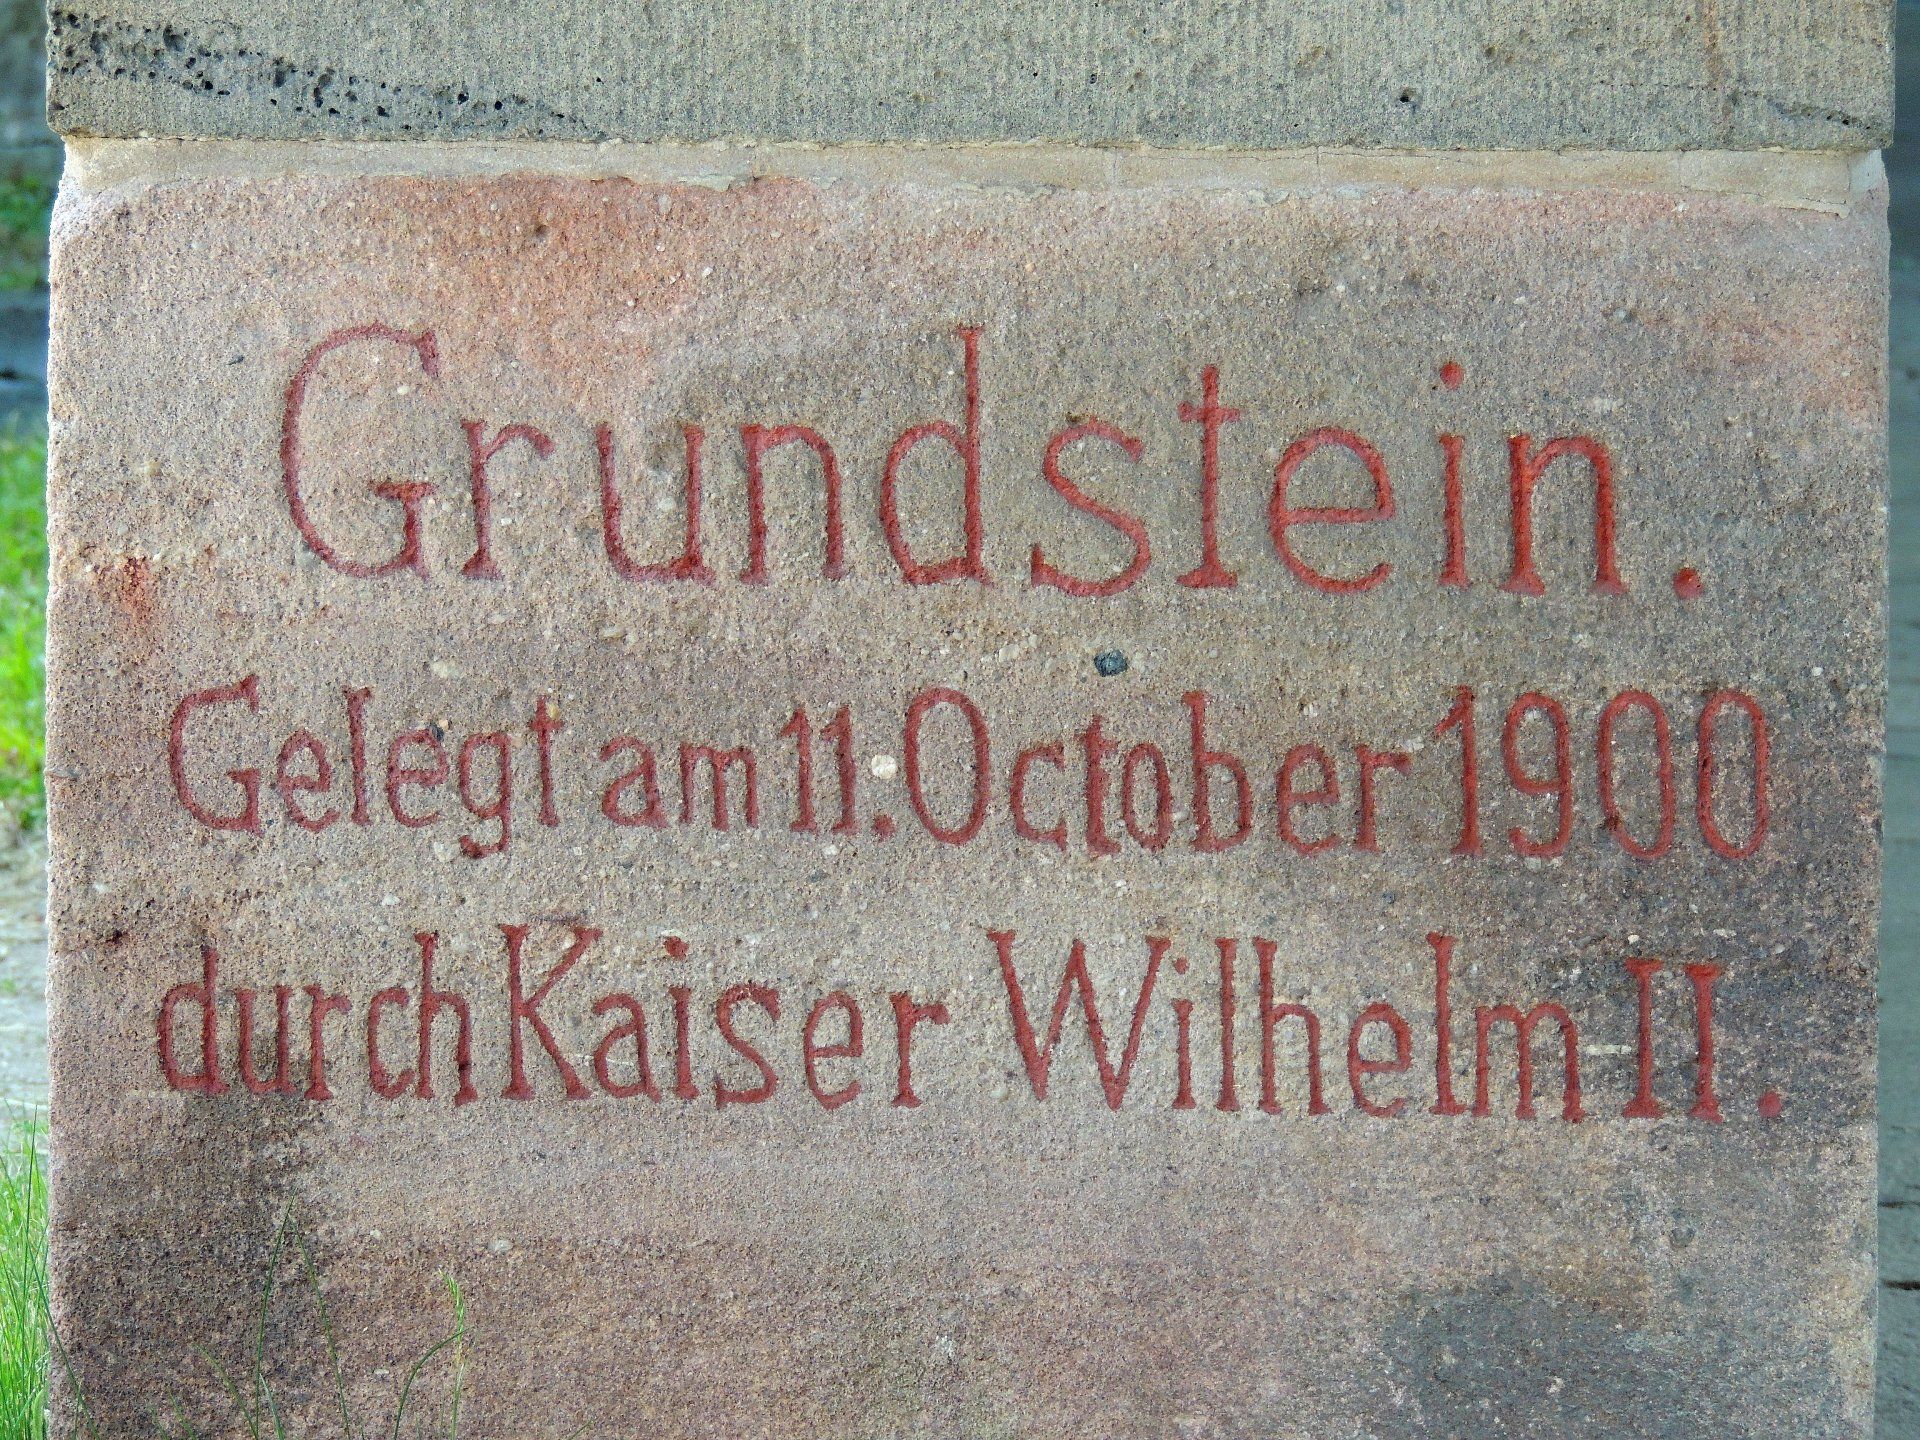 Grundstein.
Gelegt am 11. October 1900
durch Kaiser Wilhelm II.